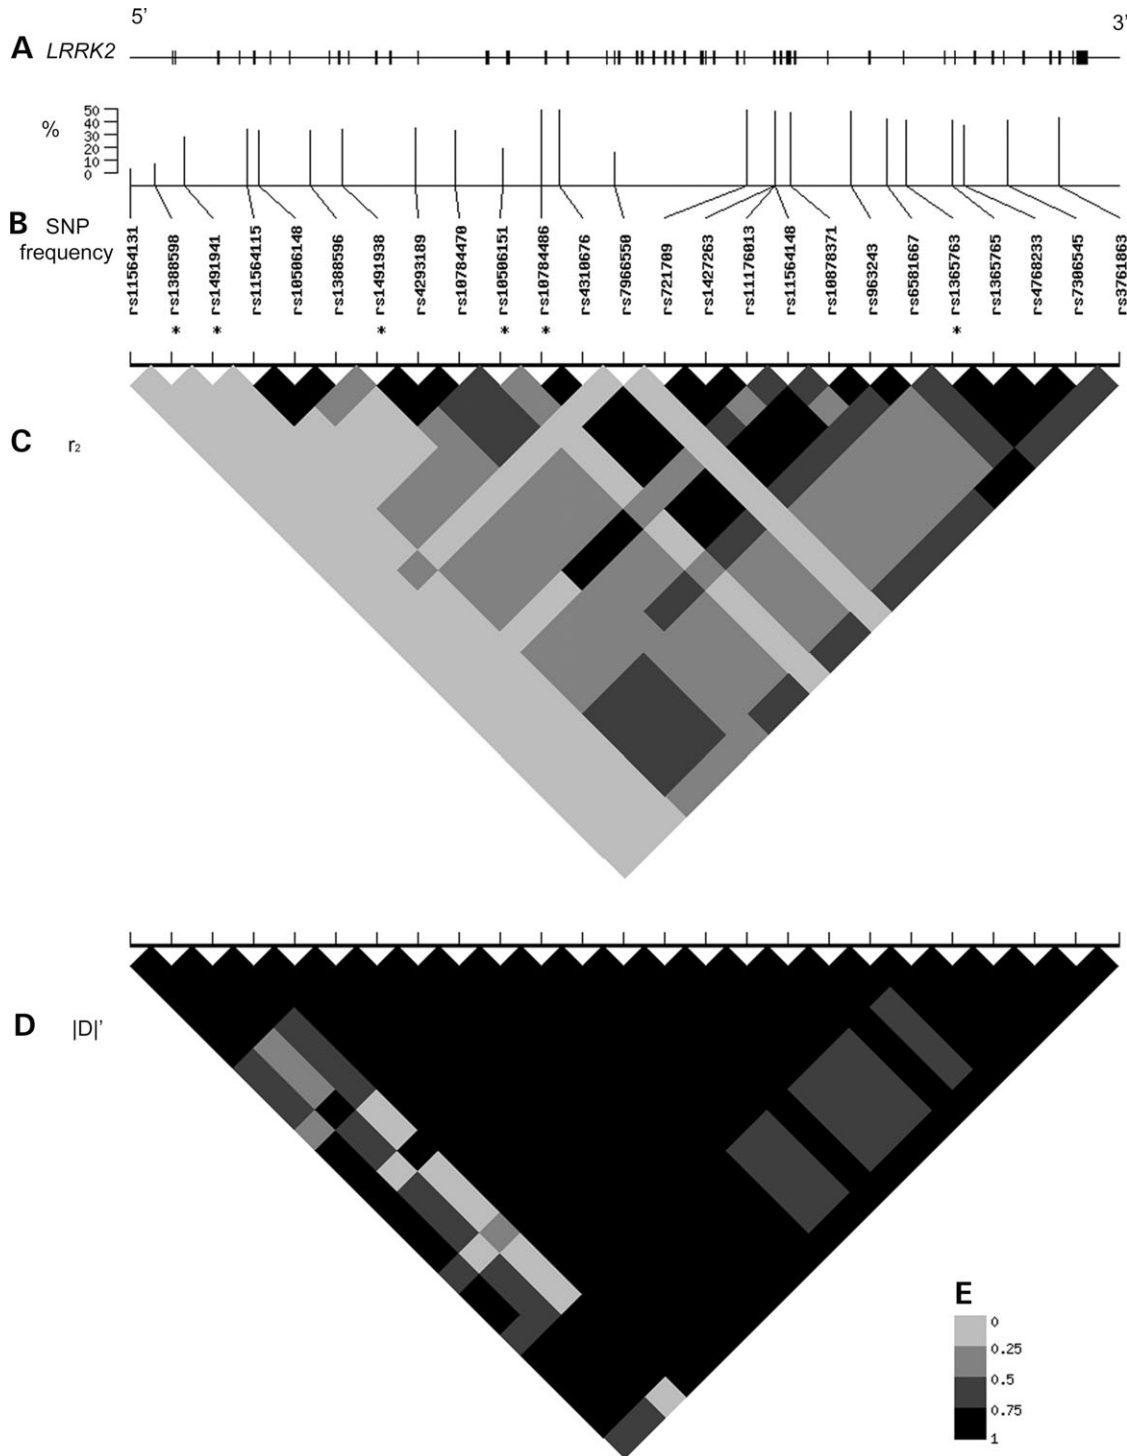 5’
3’
A LRRK2
%
50
40
30
20
10
0
B SNP
frequency
rs11564131
rs1388598
rs1491941
rs11564115
rs10506148
rs1388596
rs1491938
rs4293189
rs10784470
rs10506151
rs10784486
rs4310676
rs7966550
rs721709
rs1427263
rs11176013
rs11564148
rs10878371
rs963243
rs6581667
rs1365763
rs1365765
rs4768233
rs7306545
rs3761863
* * * * * *
C r2
D |D|’
E
0
0.25
0.5
0.75
1